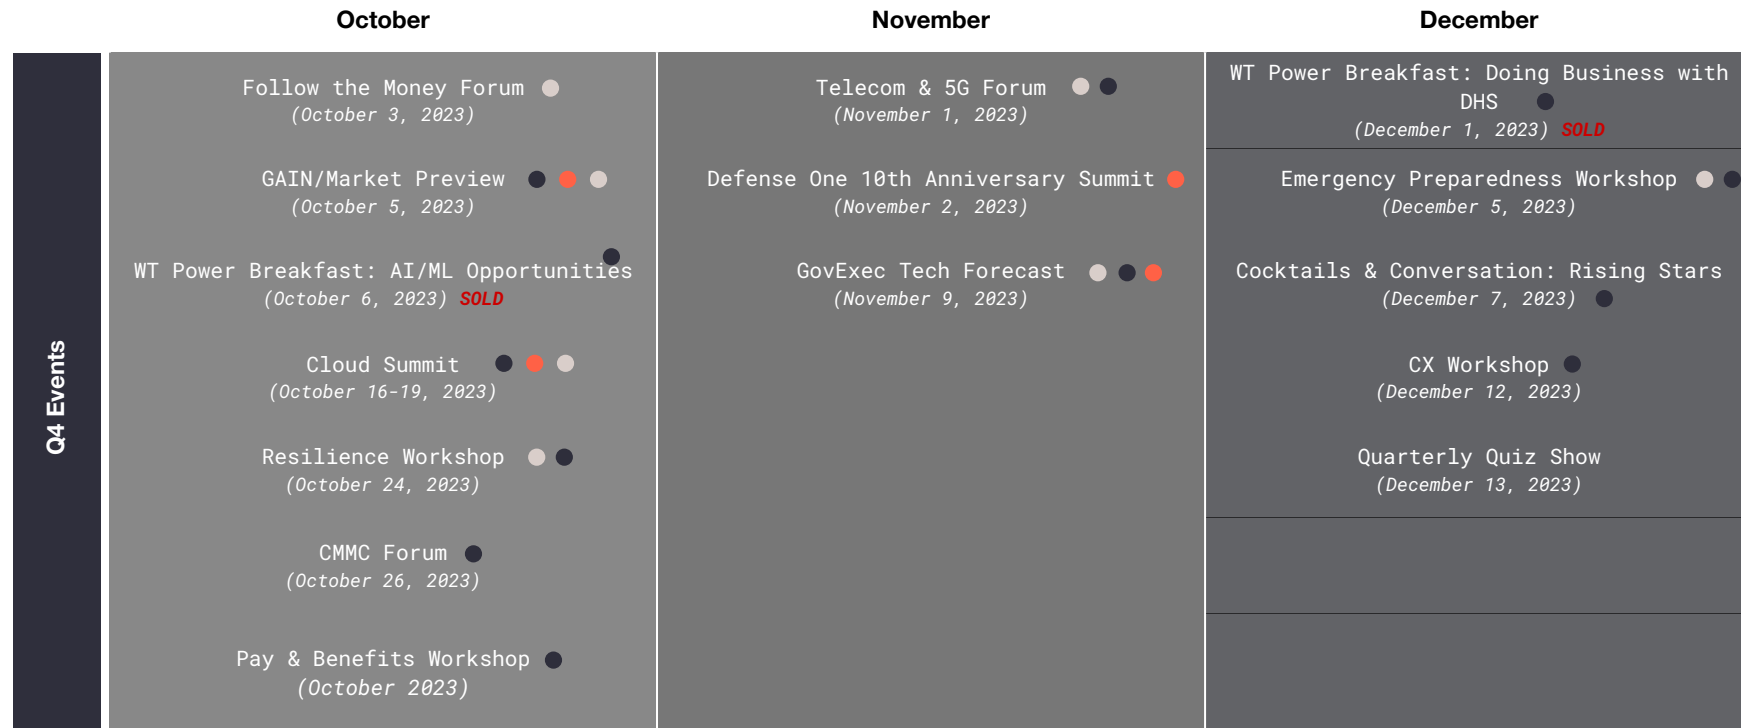 October
November
December
Q4 Events
Follow the Money Forum
(October 3, 2023)
GAIN/Market Preview
(October 5, 2023)
WT Power Breakfast: AI/ML Opportunities
(October 6, 2023) SOLD
Cloud Summit
(October 16-19, 2023)
Resilience Workshop
(October 24, 2023)
CMMC Forum
(October 26, 2023)
Pay & Benefits Workshop
(October 2023)
Telecom & 5G Forum
(November 1, 2023)
Defense One 10th Anniversary Summit
(November 2, 2023)
GovExec Tech Forecast
(November 9, 2023)
WT Power Breakfast: Doing Business with
DHS
(December 1, 2023) SOLD
Emergency Preparedness Workshop
(December 5, 2023)
Cocktails & Conversation: Rising Stars
(December 7, 2023)
CX Workshop
(December 12, 2023)
Quarterly Quiz Show
(December 13, 2023)